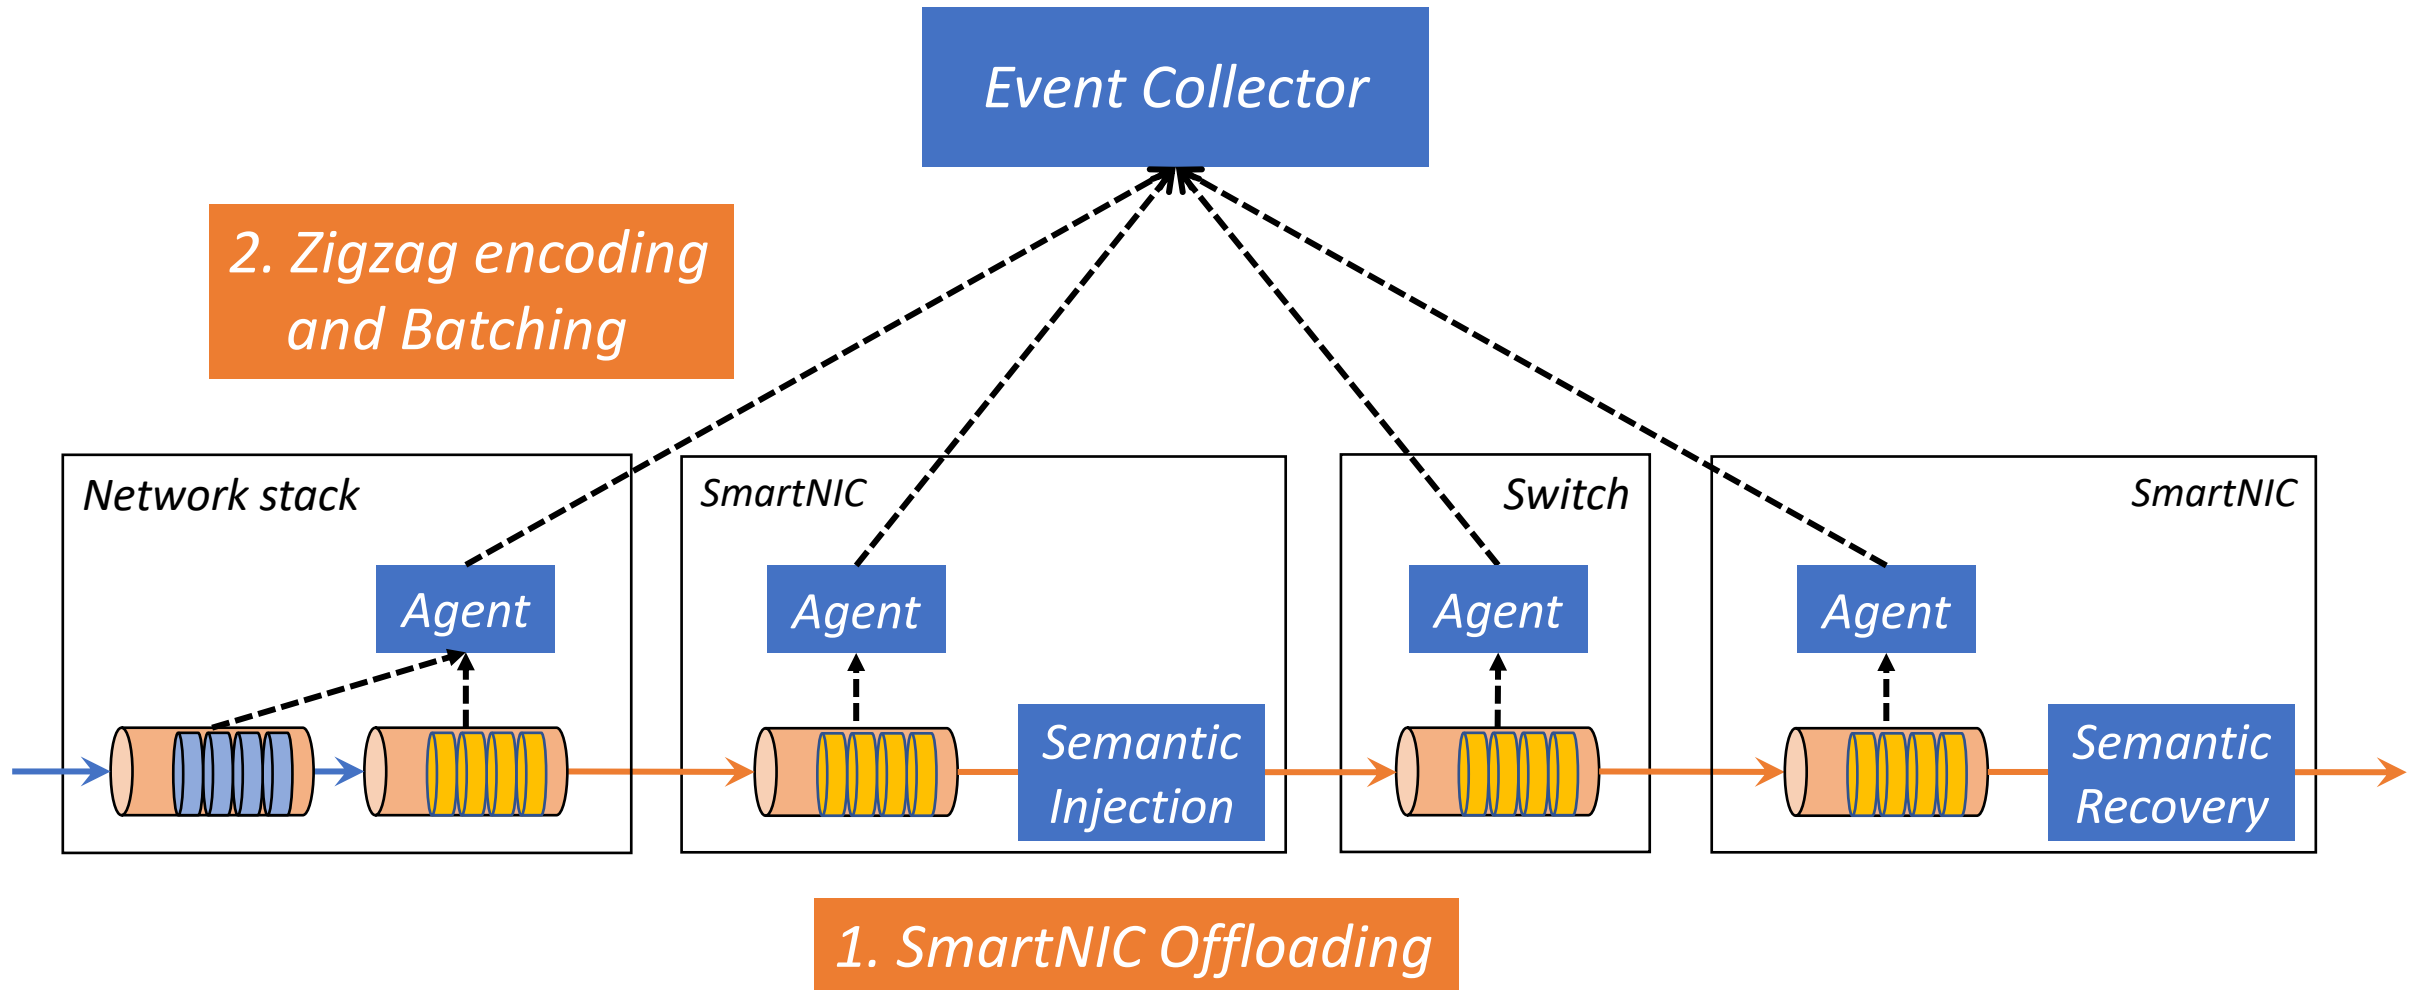 Event Collector
2. Zigzag encoding
and Batching
Network stack
SmartNIC
Switch
SmartNIC
Agent
Agent
Agent
Agent
Semantic
Injection
Semantic
Recovery
1. SmartNIC Offloading